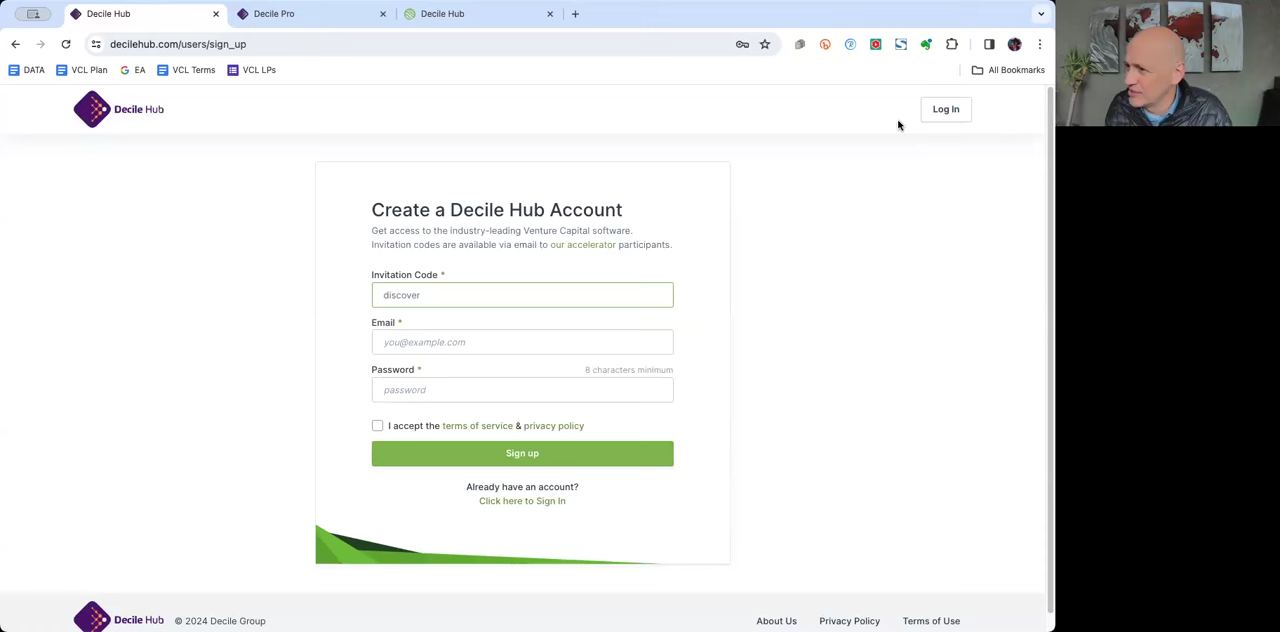 Decile Hub
Decile Pro
Decile Hub
decilehub.com/users/sign_up
DATA
VCL Plan
EA
VCL Terms
VCL LPs
All Bookmarks
Decile Hub
Log In
Create a Decile Hub Account
Get access to the industry-leading Venture Capital software.
Invitation codes are available via email to our accelerator participants.
Invitation Code *
discover
Email *
you@example.com
Password *
8 characters minimum
password
I accept the terms of service & privacy policy
Sign up
Already have an account?
Click here to Sign In
Decile Hub
© 2024 Decile Group
About Us
Privacy Policy
Terms of Use